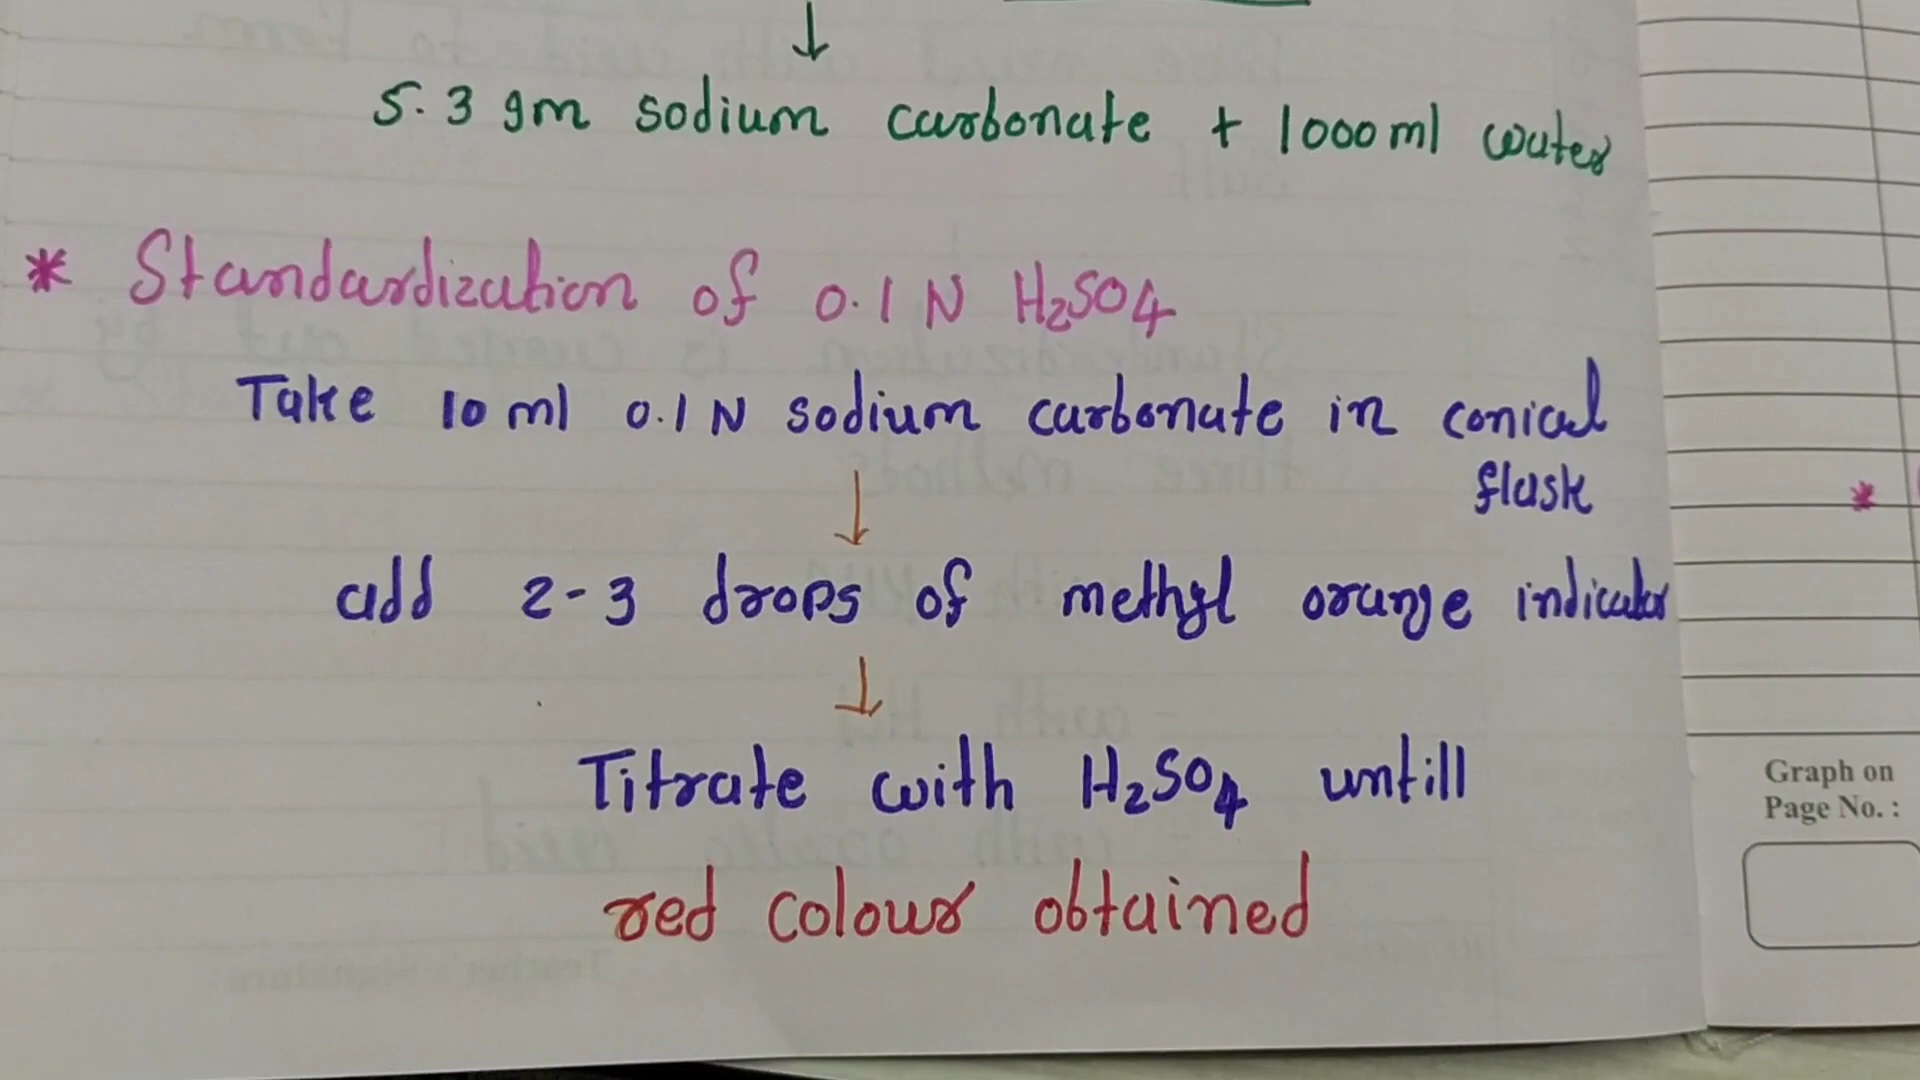 5.3 gm sodium carbonate + 1000 ml water
* Standardization of 0.1 N H₂SO₄
Take 10 ml 0.1 N sodium carbonate in conical
flask
add 2-3 drops of methyl orange indicator
Titrate with H₂SO₄ untill
red colour obtained
*
Graph on
Page No. :